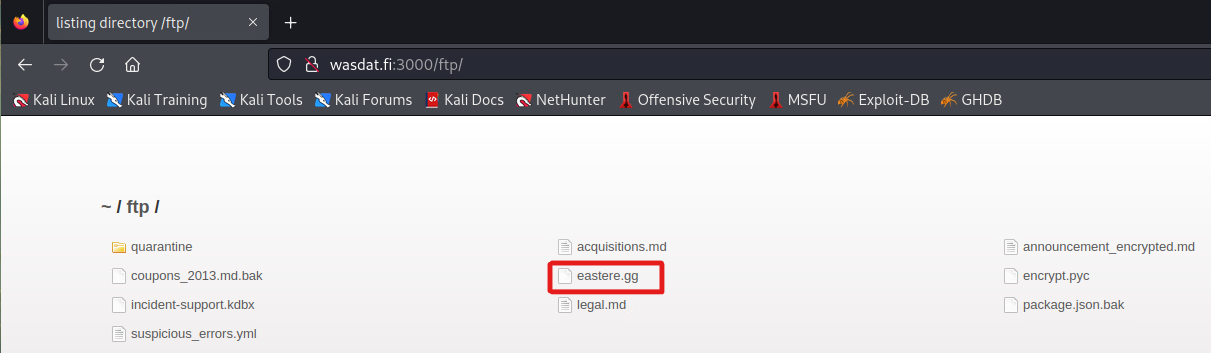 listing directory /ftp/
wasdat.fi:3000/ftp/
Kali Linux Kali Training Kali Tools Kali Forums Kali Docs NetHunter Offensive Security MSFU Exploit-DB GHDB
~ / ftp /
quarantine acquisitions.md announcement_encrypted.md
coupons_2013.md.bak eastere.gg encrypt.pyc
incident-support.kdbx legal.md package.json.bak
suspicious_errors.yml